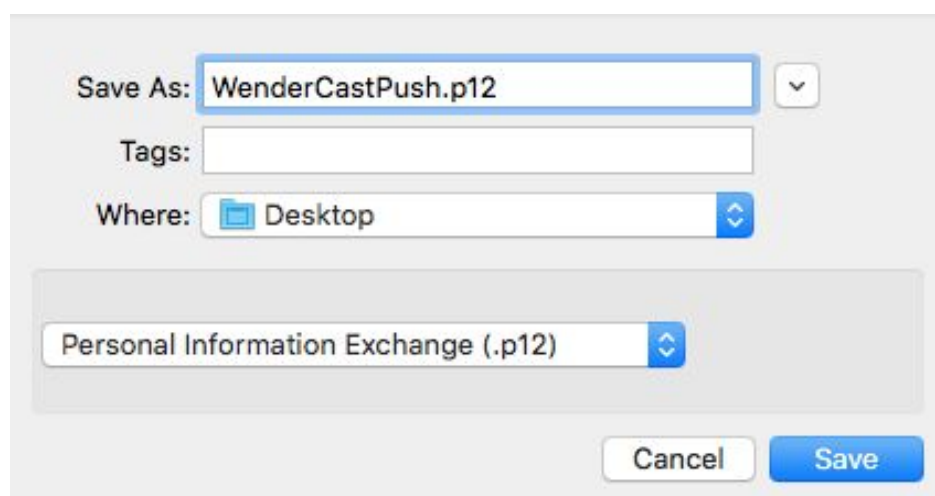 Save As: WenderCastPush.p12
Tags:
Where: Desktop
Personal Information Exchange (.p12)
Cancel Save